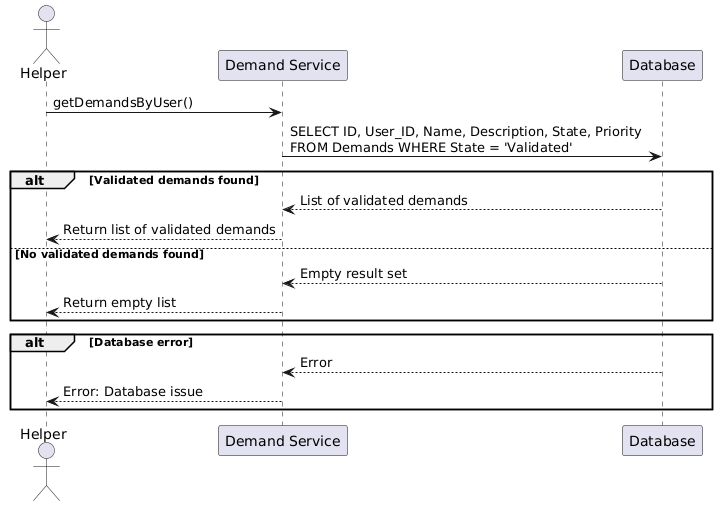 Helper
Demand Service
Database
getDemandsByUser()
SELECT ID, User_ID, Name, Description, State, Priority
FROM Demands WHERE State = 'Validated'
alt
[Validated demands found]
List of validated demands
Return list of validated demands
[No validated demands found]
Empty result set
Return empty list
alt
[Database error]
Error
Error: Database issue
Helper
Demand Service
Database